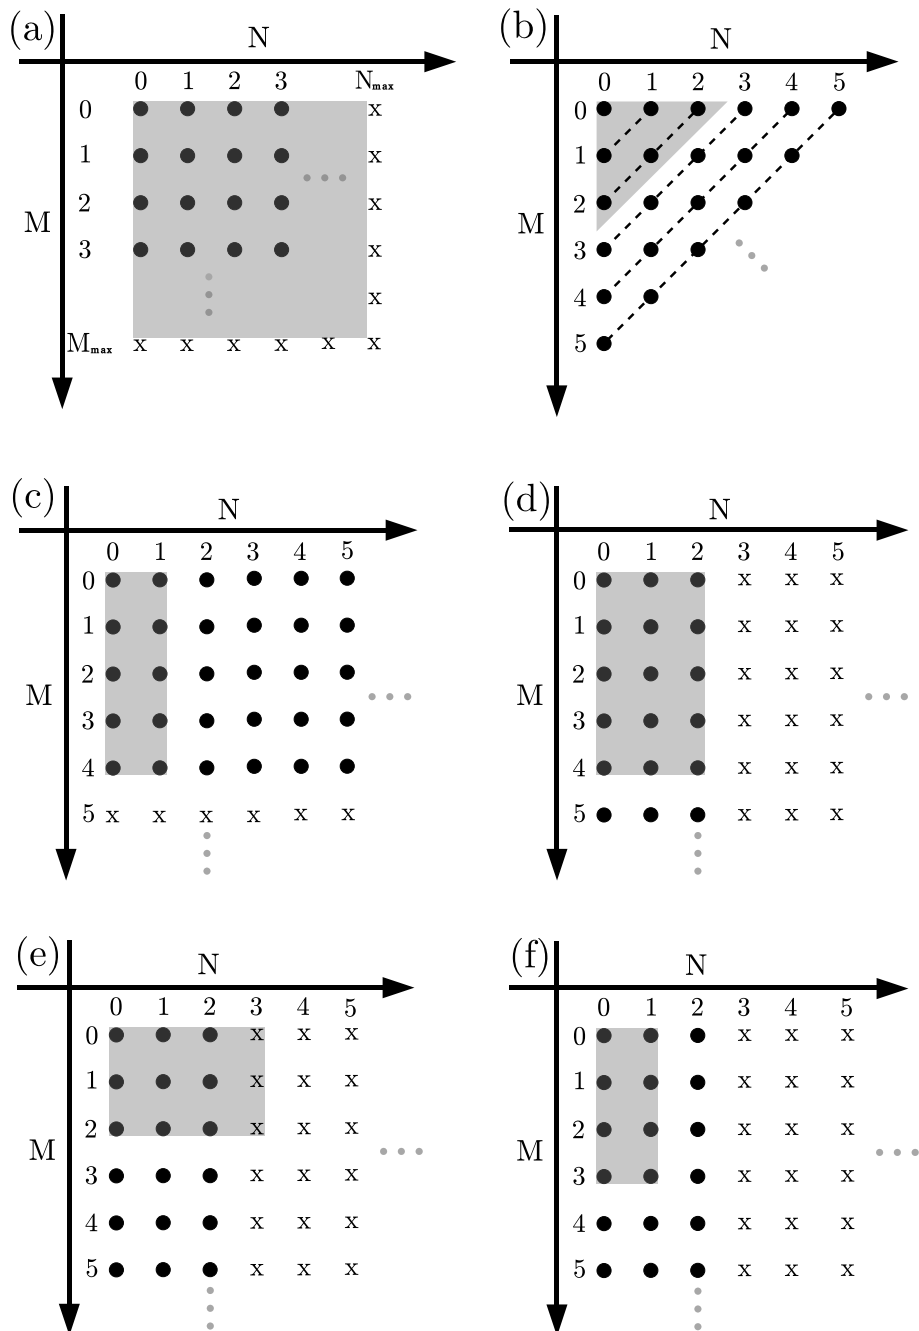 (a) N
0 1 2 3 N_max
0 x
1 x
M 2 x
3 x
x
M_max x x x x x x
(b) N
0 1 2 3 4 5
0
1
M 2
3
4
5
(c) N
0 1 2 3 4 5
0
1
2
M
3
4
5 x x x x x x
(d) N
0 1 2 3 4 5
0 x x x
1 x x x
2 x x x
M
3 x x x
4 x x x
5 x x x
(e) N
0 1 2 3 4 5
0 x x x
1 x x x
2 x x x
M
3 x x x
4 x x x
5 x x x
(f) N
0 1 2 3 4 5
0 x x x
1 x x x
2 x x x
M
3 x x x
4 x x x
5 x x x